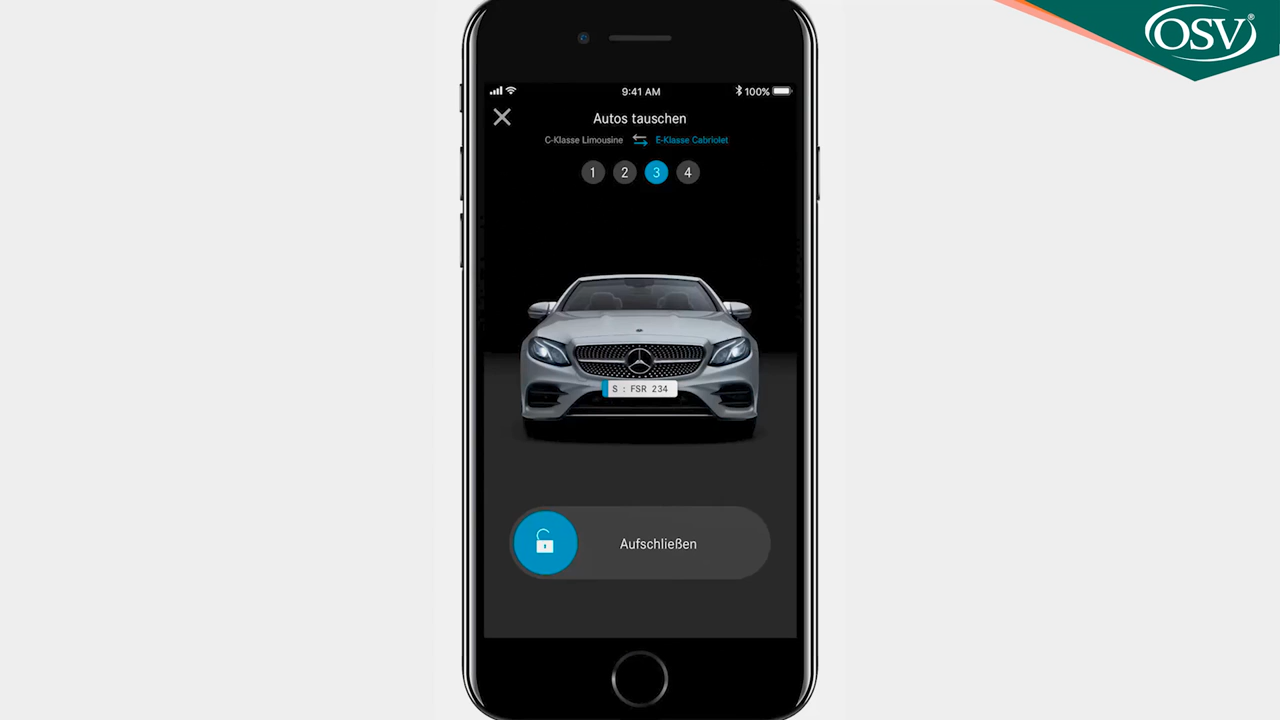 OSV®
9:41 AM
100%
Autos tauschen
C-Klasse Limousine E-Klasse Cabriolet
1 2 3 4
S : FSR 234
Aufschließen